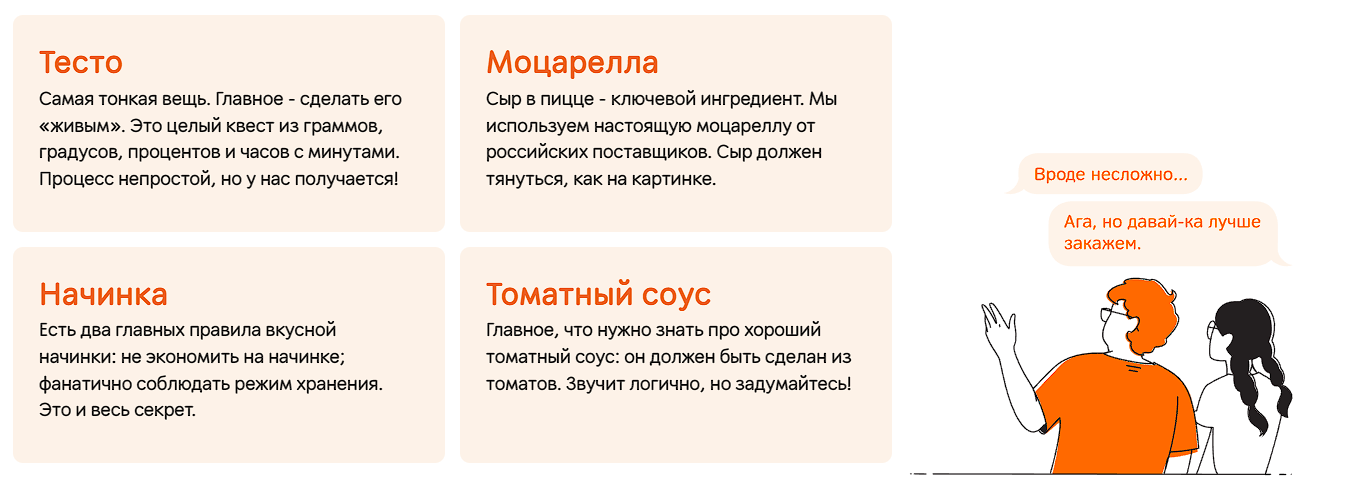 Тесто
Самая тонкая вещь. Главное - сделать его
«живым». Это целый квест из граммов,
градусов, процентов и часов с минутами.
Процесс непростой, но у нас получается!
Моцарелла
Сыр в пицце - ключевой ингредиент. Мы
используем настоящую моцареллу от
российских поставщиков. Сыр должен
тянуться, как на картинке.
Начинка
Есть два главных правила вкусной
начинки: не экономить на начинке;
фанатично соблюдать режим хранения.
Это и весь секрет.
Томатный соус
Главное, что нужно знать про хороший
томатный соус: он должен быть сделан из
томатов. Звучит логично, но задумайтесь!
Вроде несложно...
Ага, но давай-ка лучше
закажем.